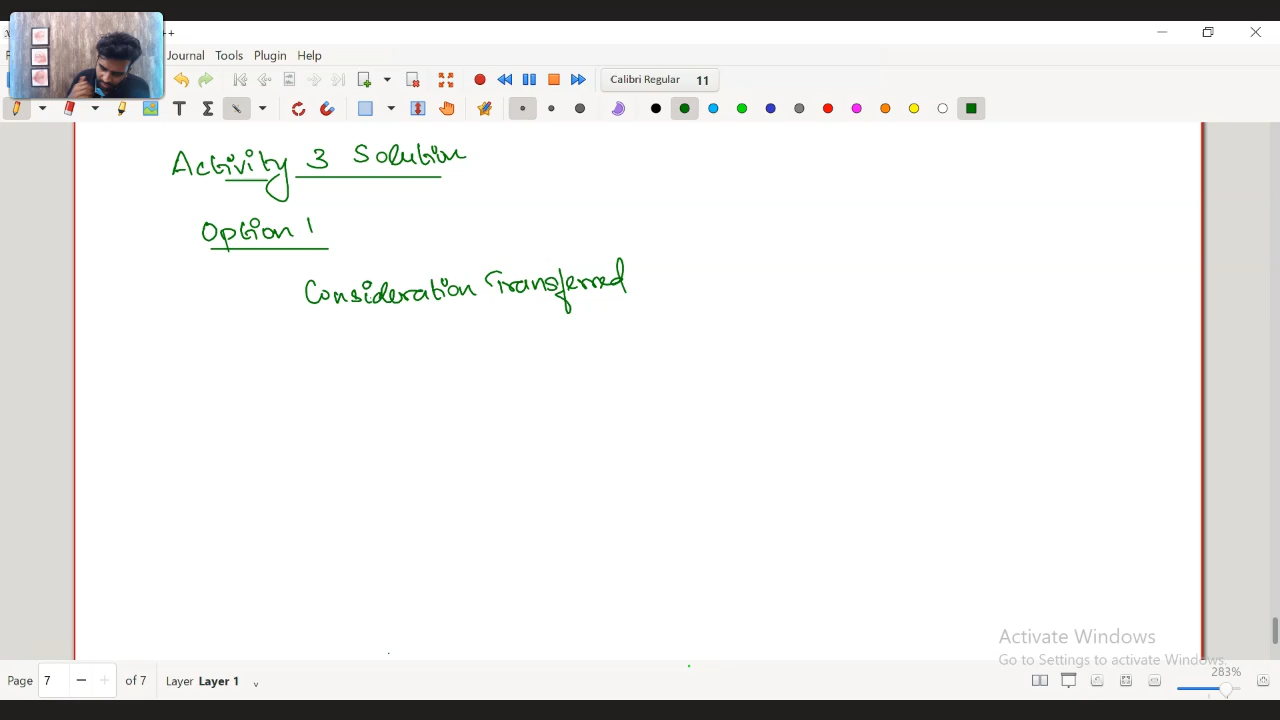 ++
Journal Tools Plugin Help
Calibri Regular 11
Activity 3 Solution
Option 1
Consideration Transferred
Activate Windows
Go to Settings to activate Windows.
Page 7 of 7 Layer Layer 1
283%